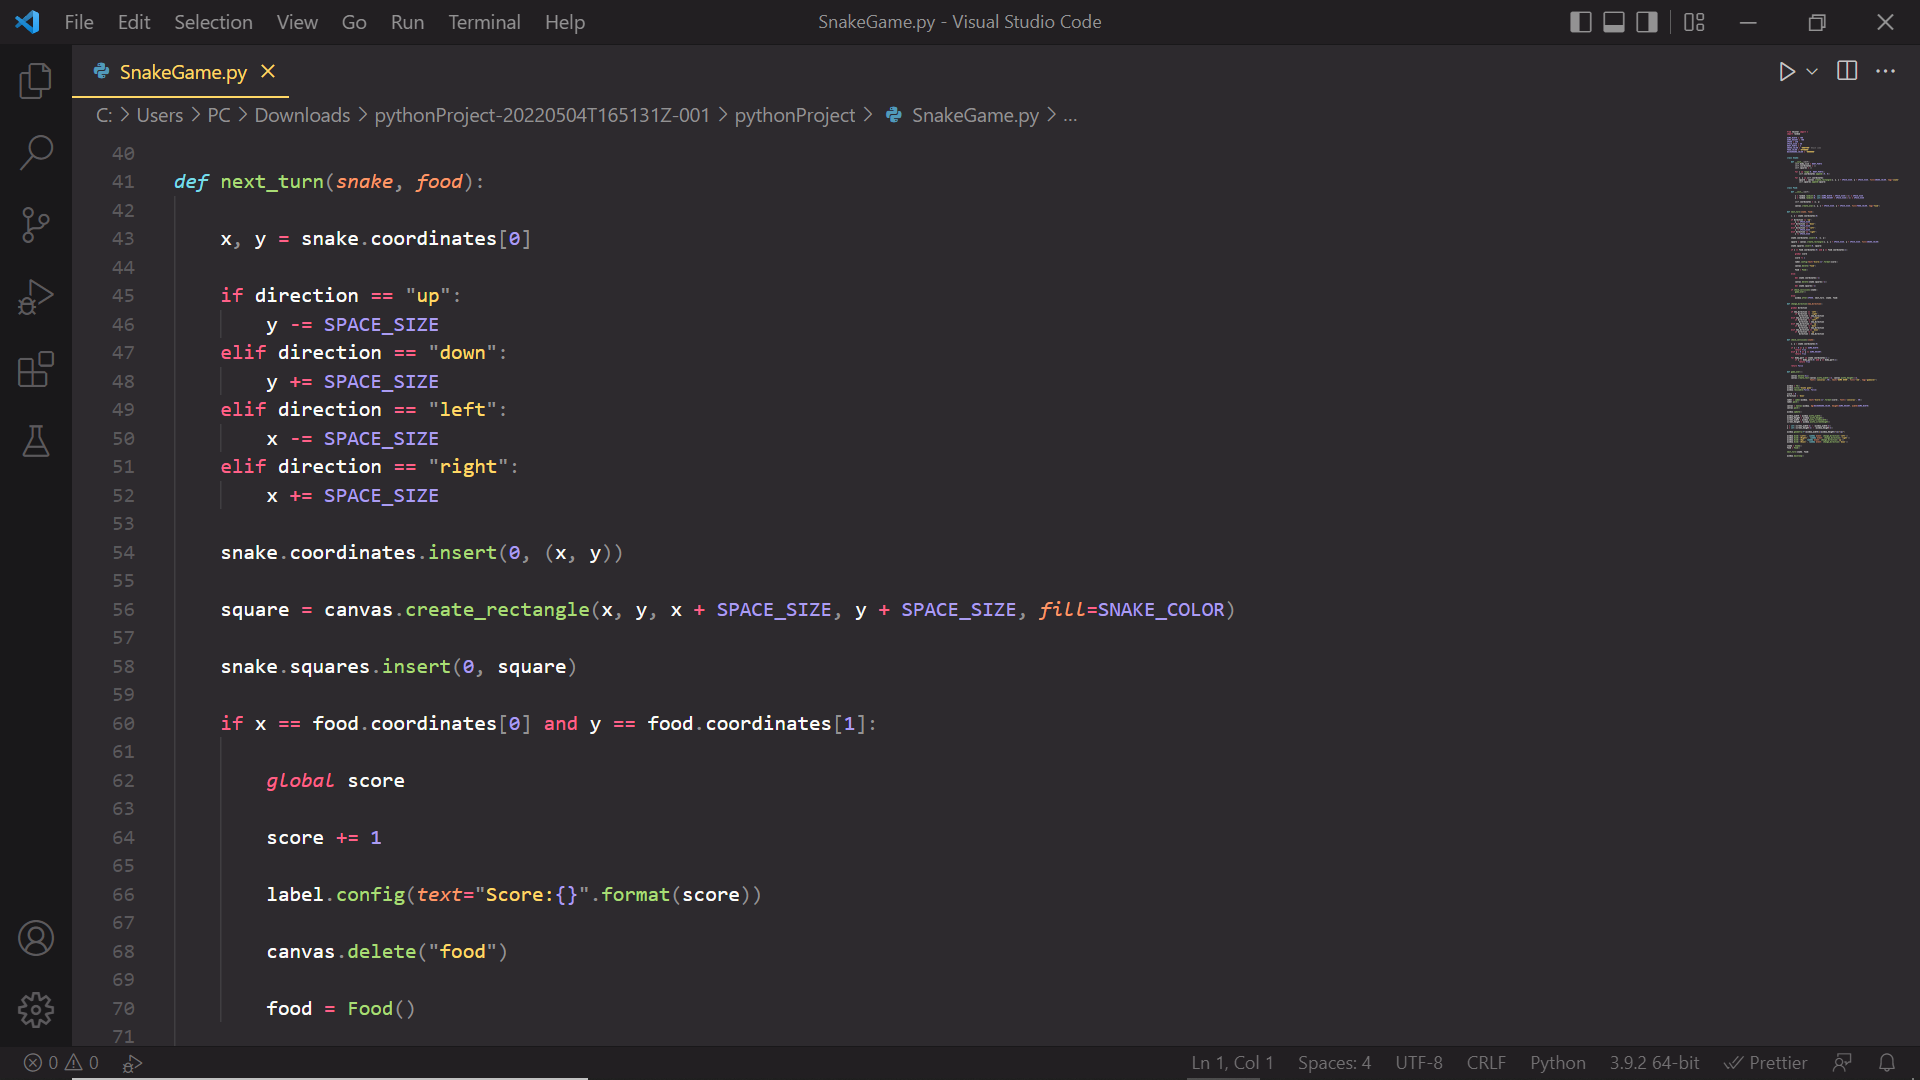 File Edit Selection View Go Run Terminal Help SnakeGame.py - Visual Studio Code
SnakeGame.py
C: > Users > PC > Downloads > pythonProject-20220504T165131Z-001 > pythonProject > SnakeGame.py > ...
40
41 def next_turn(snake, food):
42
43 x, y = snake.coordinates[0]
44
45 if direction == "up":
46 y -= SPACE_SIZE
47 elif direction == "down":
48 y += SPACE_SIZE
49 elif direction == "left":
50 x -= SPACE_SIZE
51 elif direction == "right":
52 x += SPACE_SIZE
53
54 snake.coordinates.insert(0, (x, y))
55
56 square = canvas.create_rectangle(x, y, x + SPACE_SIZE, y + SPACE_SIZE, fill=SNAKE_COLOR)
57
58 snake.squares.insert(0, square)
59
60 if x == food.coordinates[0] and y == food.coordinates[1]:
61
62 global score
63
64 score += 1
65
66 label.config(text="Score:{}".format(score))
67
68 canvas.delete("food")
69
70 food = Food()
71
0 0 Ln 1, Col 1 Spaces: 4 UTF-8 CRLF Python 3.9.2 64-bit Prettier